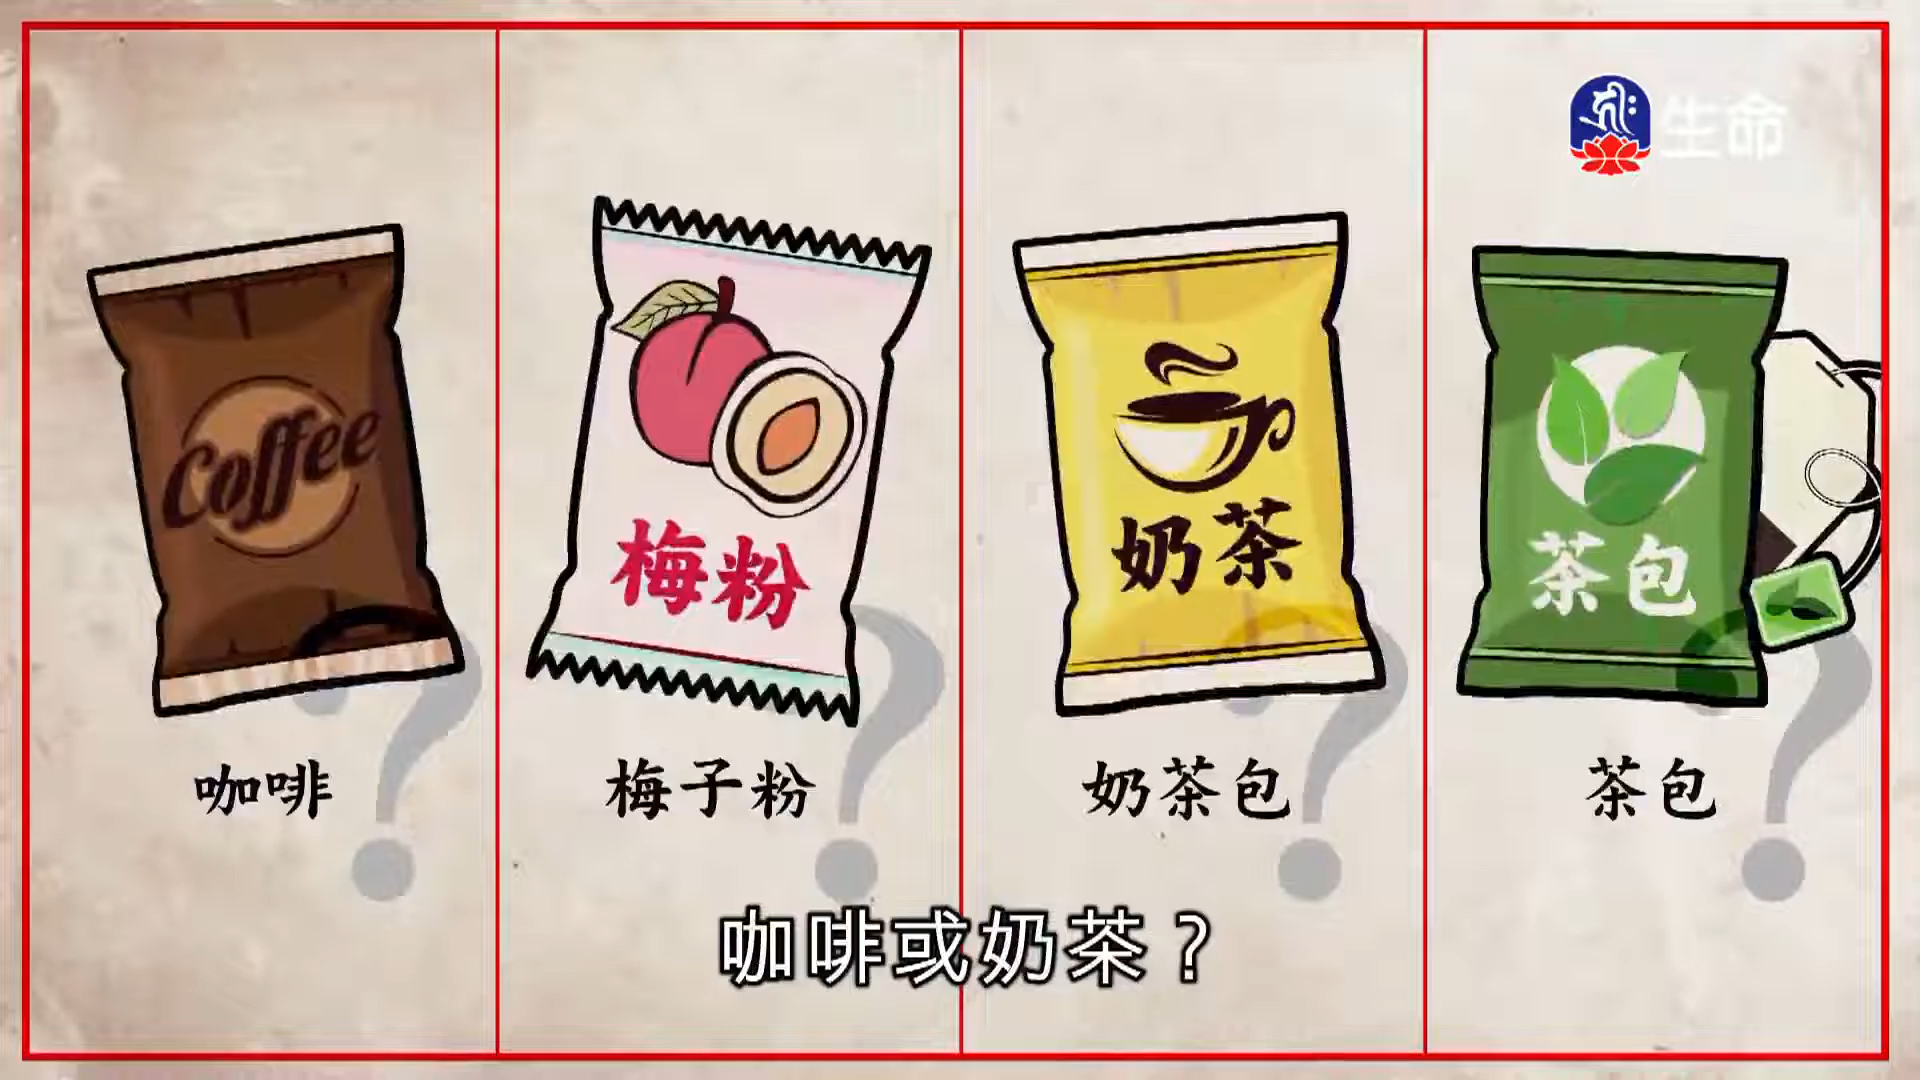 生命
Coffee
梅粉
奶茶
茶包
咖啡
梅子粉
奶茶包
茶包
咖啡或奶茶？